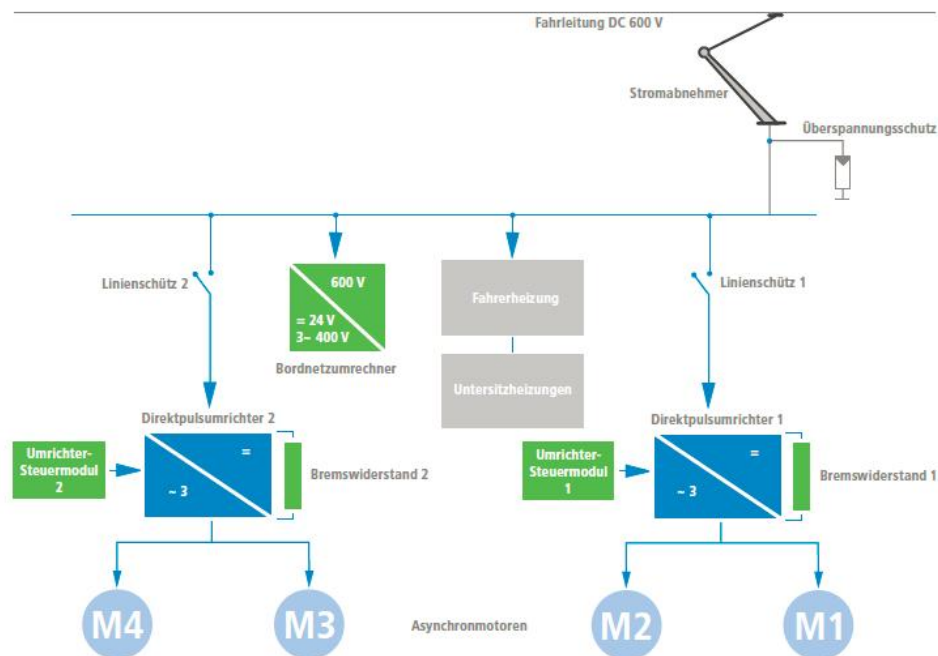 Fahrleitung DC 600 V
Stromabnehmer
Überspannungsschutz
Linienschütz 2
600 V
= 24 V
3~ 400 V
Bordnetzumrechner
Fahrerheizung
Untersitzheizungen
Linienschütz 1
Direktpulsumrichter 2
Umrichter-
Steuermodul
2
=
~ 3
Bremswiderstand 2
Direktpulsumrichter 1
Umrichter-
Steuermodul
1
=
~ 3
Bremswiderstand 1
M4
M3
Asynchronmotoren
M2
M1